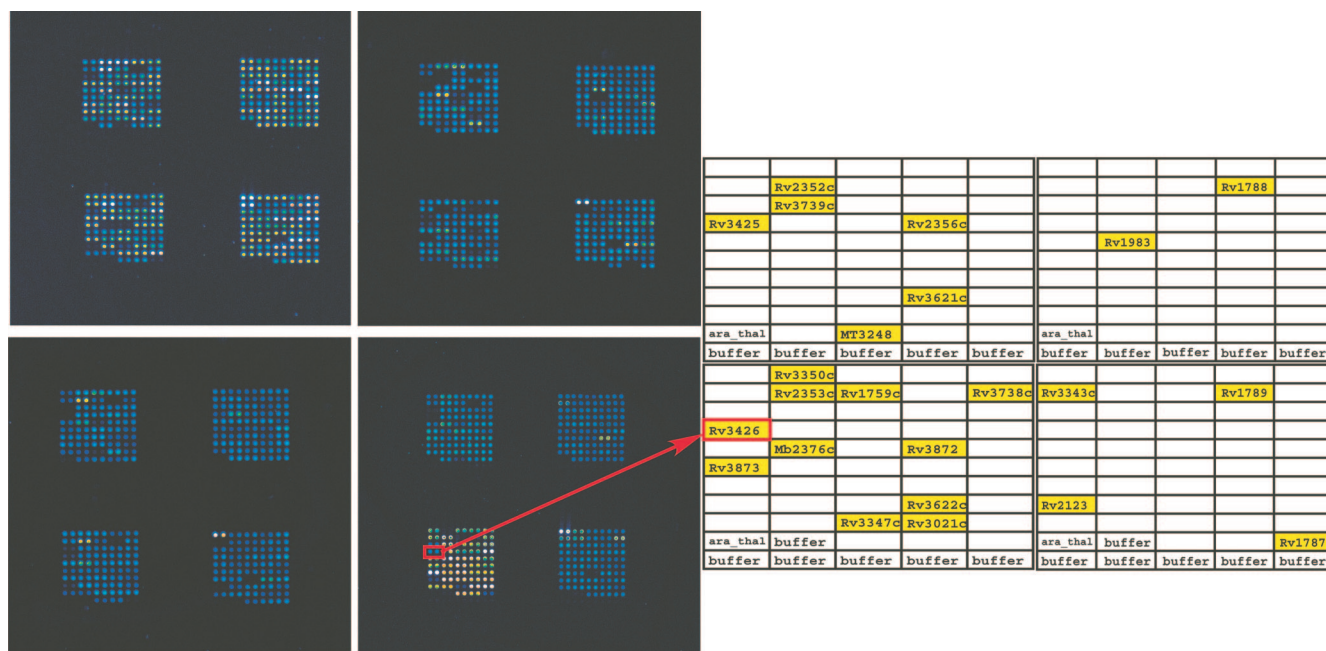 Rv2352c Rv1788
Rv3739c
Rv3425 Rv2356c
Rv1983
Rv3621c
ara_thal MT3248 ara_thal
buffer buffer buffer buffer buffer buffer buffer buffer buffer buffer
Rv3350c
Rv2353c Rv1759c Rv3738c Rv3343c Rv1789
Rv3426
Mb2376c Rv3872
Rv3873
Rv3622c Rv2123
Rv3347c Rv3021c
ara_thal buffer ara_thal buffer Rv1787
buffer buffer buffer buffer buffer buffer buffer buffer buffer buffer